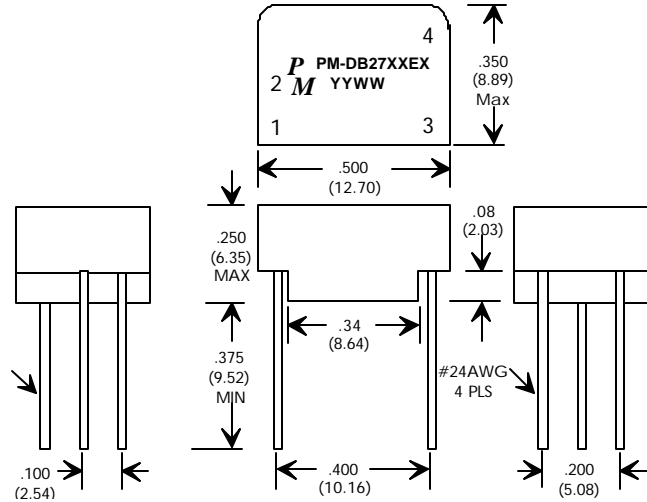 4
P PM-DB27XXEX
2 M YYWW
1 3
.350
(8.89)
Max
.500
(12.70)
.250
(6.35)
MAX
.08
(2.03)
.34
(8.64)
.375
(9.52)
MIN
#24AWG
4 PLS
.100
(2.54)
.400
(10.16)
.200
(5.08)